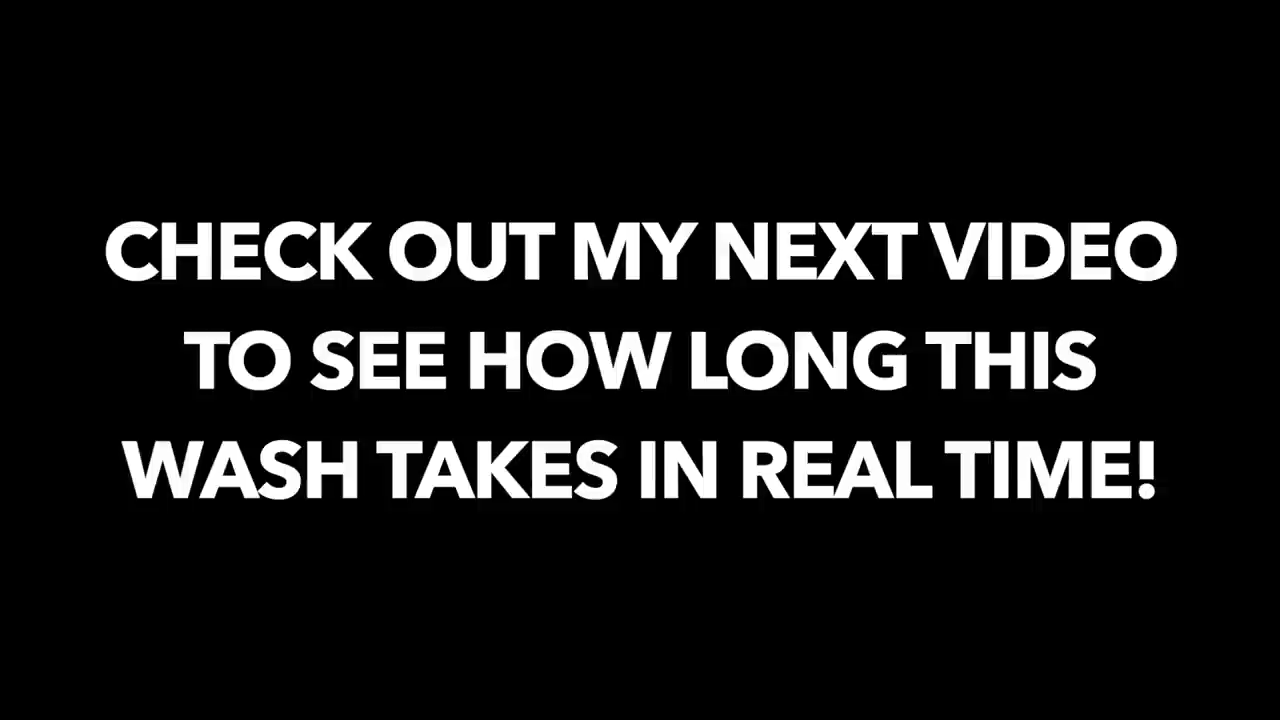 CHECK OUT MY NEXT VIDEO
TO SEE HOW LONG THIS
WASH TAKES IN REAL TIME!